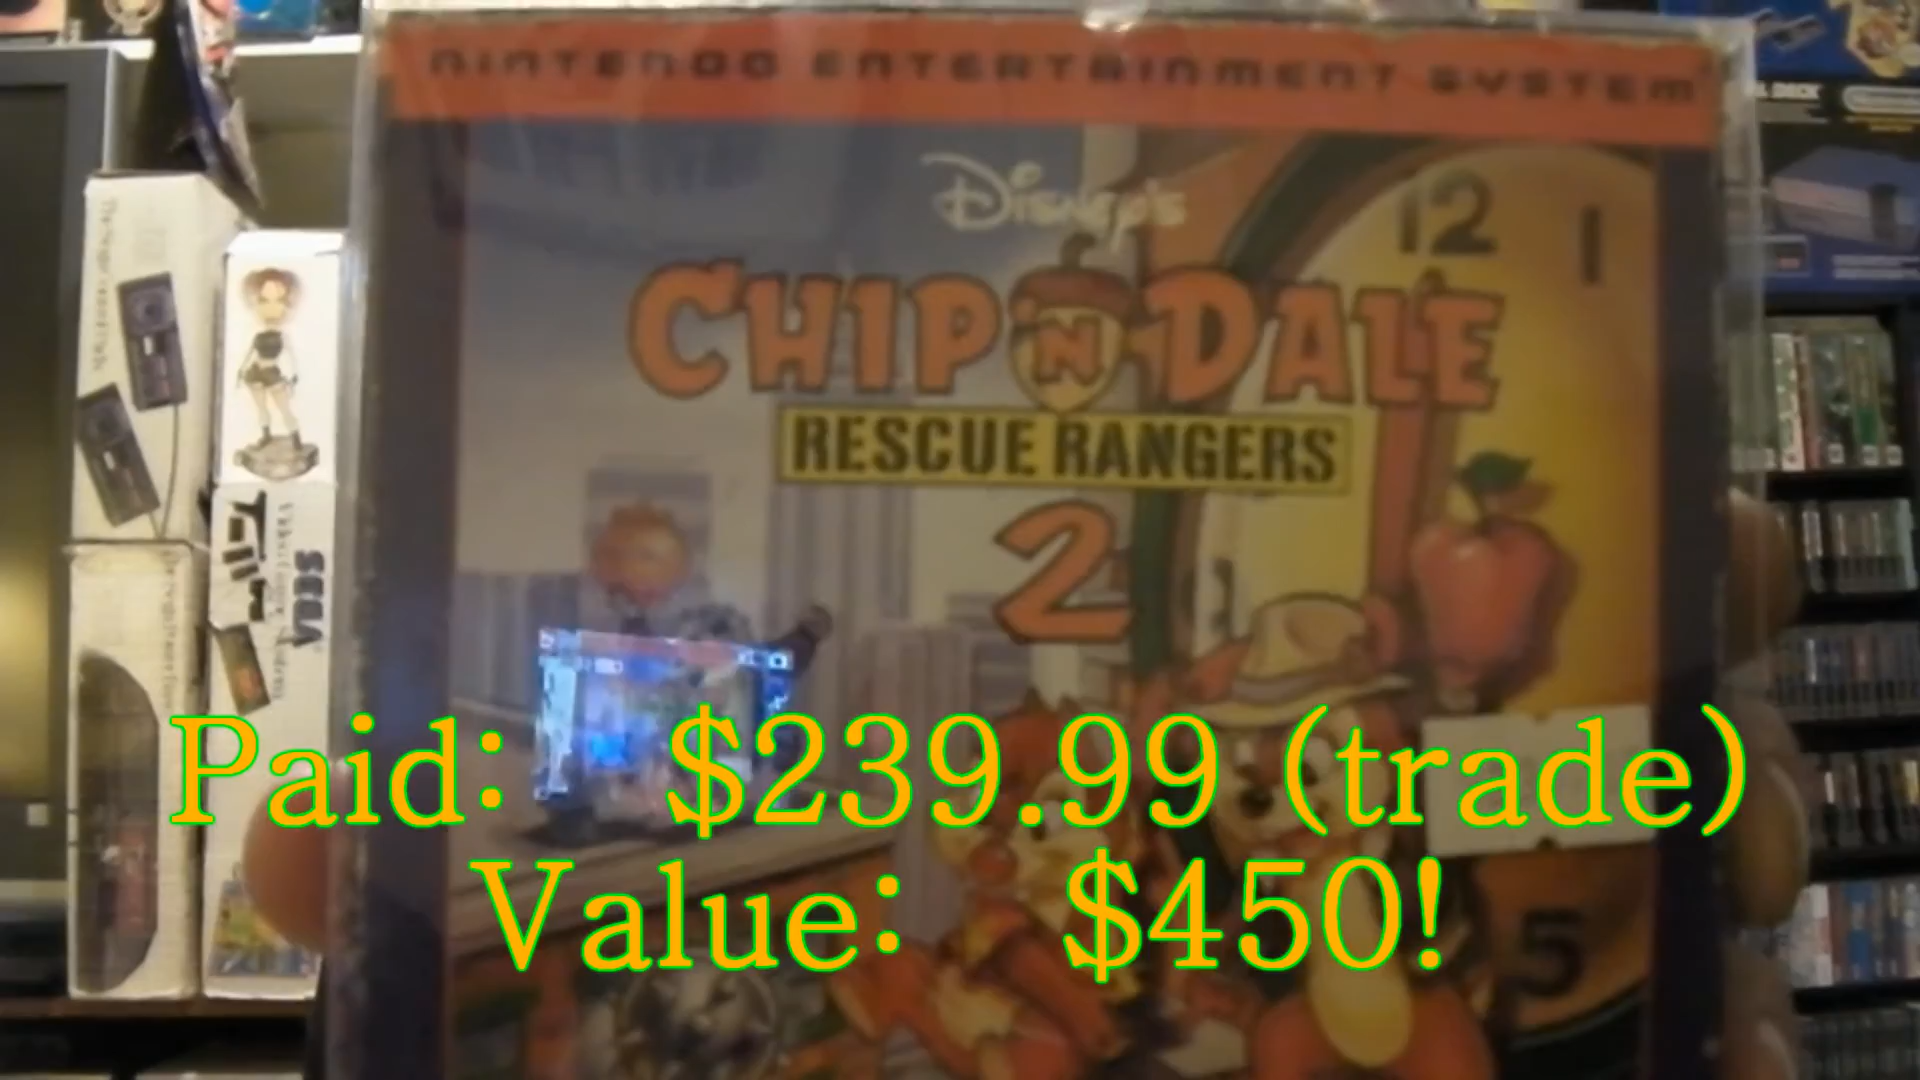 NINTENDO ENTERTAINMENT SYSTEM
Disney's
CHIP 'N DALE
RESCUE RANGERS
2
12
1
5
DECK
SEGA
Paid: $239.99 (trade)
Value: $450!